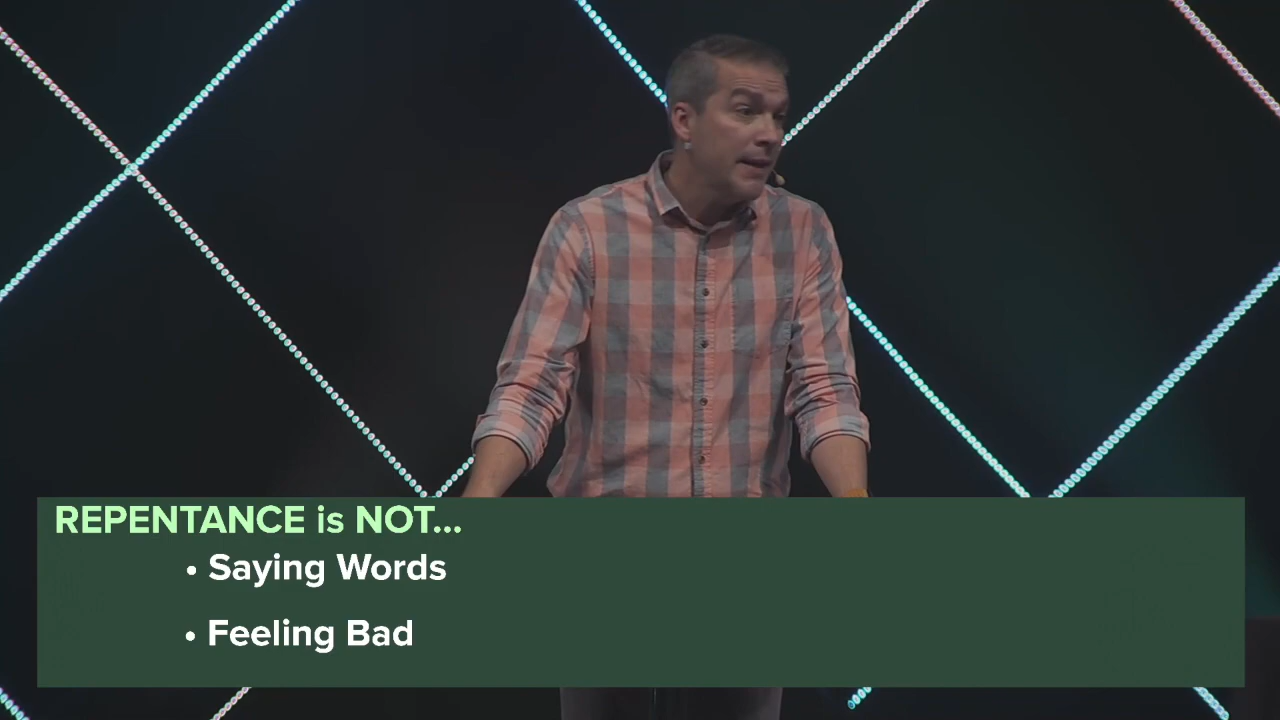 REPENTANCE is NOT...
• Saying Words
• Feeling Bad